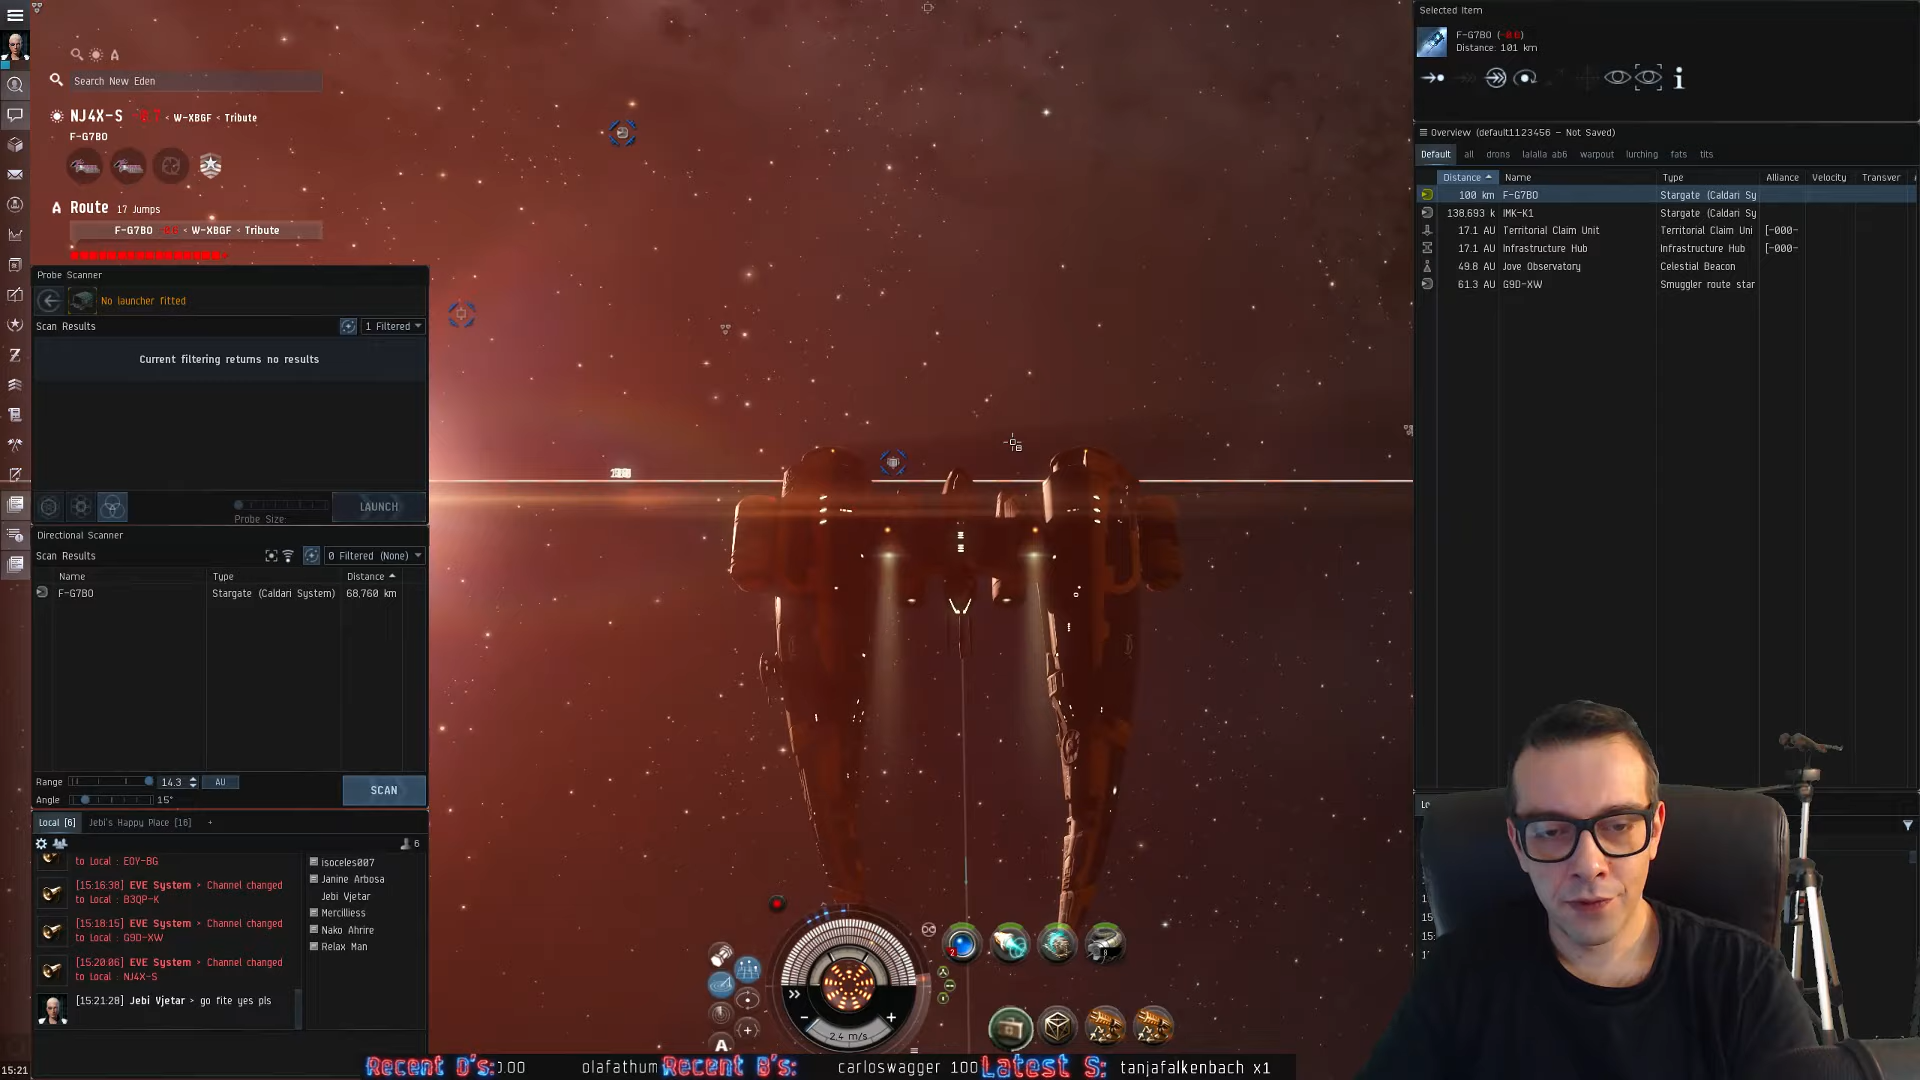 Search New Eden
NJ4X-S < W-XBGF < Tribute
F-G7BO
A Route 17 Jumps
F-G7BO < W-XBGF < Tribute
Probe Scanner
No launcher fitted
Scan Results 1 Filtered
Current filtering returns no results
Probe Size:
LAUNCH
Directional Scanner
Scan Results 0 Filtered (None)
Name Type Distance
F-G7BO Stargate (Caldari System) 68,760 km
Range 14.3 AU
Angle 15°
SCAN
Local [6] Jebi's Happy Place [16] +
6
to Local : EOY-BG
[15:16:38] EVE System > Channel changed
to Local : B3QP-K
[15:18:15] EVE System > Channel changed
to Local : G9D-XW
[15:20:06] EVE System > Channel changed
to Local : NJ4X-S
[15:21:28] Jebi Vjetar > go fite yes pls
isoceles007
Janine Arbosa
Jebi Vjetar
Mercilliess
Nako Ahrire
Relax Man
15:21
2.4 m/s
A
Selected Item
F-G7BO
Distance: 101 km
Overview (default1123456 - Not Saved)
Default all drons lalalla ab6 warpout lurching fats tits
Distance Name Type Alliance Velocity Transver
100 km F-G7BO Stargate (Caldari Sy
138.693 k IMK-K1 Stargate (Caldari Sy
17.1 AU Territorial Claim Unit Territorial Claim Uni [-000-
17.1 AU Infrastructure Hub Infrastructure Hub [-000-
49.8 AU Jove Observatory Celestial Beacon
61.3 AU G9D-XW Smuggler route star
Recent D's: 0.00 olafathum Recent B's: carloswagger 100 Latest S: tanjafalkenbach x1